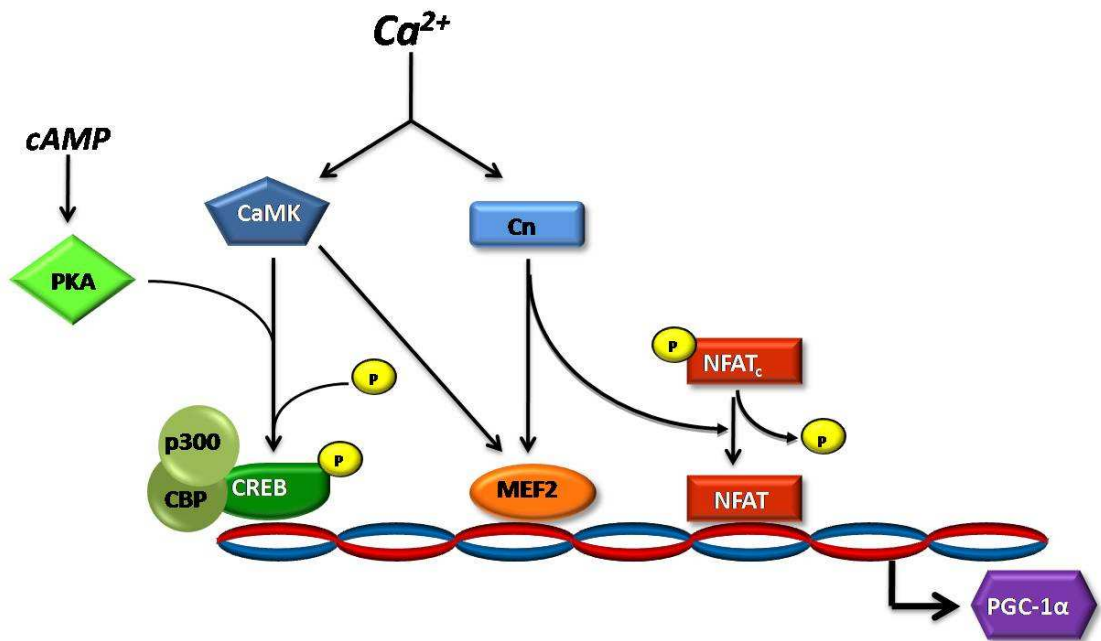 Ca²⁺
cAMP
CaMK
Cn
PKA
P
NFATc
P
P
p300
P
CBP
CREB
MEF2
NFAT
PGC-1α